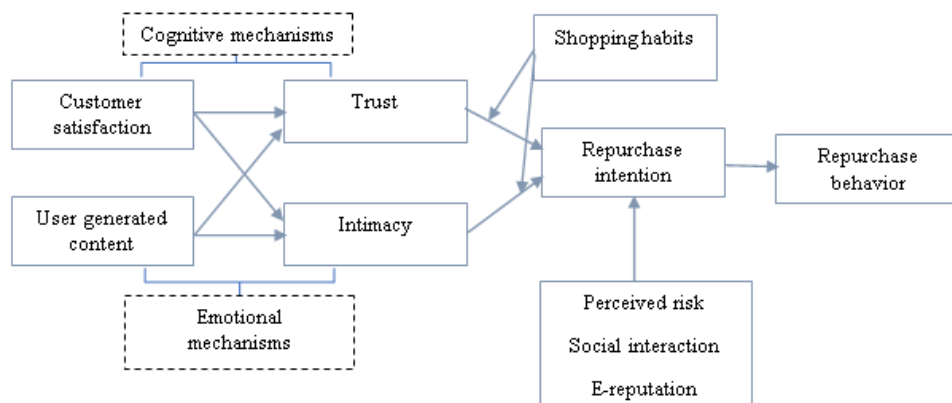 Cognitive mechanisms
Shopping habits
Customer
satisfaction
Trust
Repurchase
intention
Repurchase
behavior
User generated
content
Intimacy
Emotional
mechanisms
Perceived risk
Social interaction
E-reputation